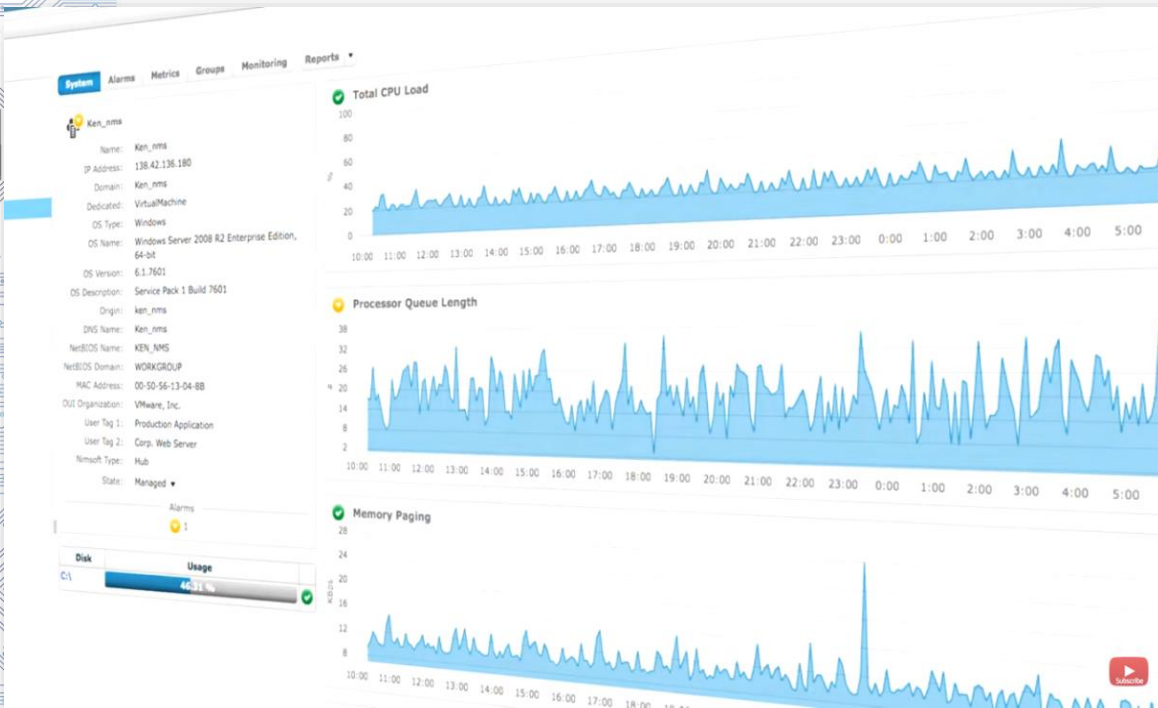 System Alarms Metrics Groups Monitoring Reports
Ken_nms
Name: Ken_nms
IP Address: 138.42.136.180
Domain: Ken_nms
Dedicated: VirtualMachine
OS Type: Windows
OS Name: Windows Server 2008 R2 Enterprise Edition,
64-bit
OS Version: 6.1.7601
OS Description: Service Pack 1 Build 7601
Origin: ken_nms
DNS Name: Ken_nms
NetBIOS Name: KEN_NMS
NetBIOS Domain: WORKGROUP
MAC Address: 00-50-56-13-04-8B
OUI Organization: VMware, Inc.
User Tag 1: Production Application
User Tag 2: Corp. Web Server
Nimsoft Type: Hub
State: Managed
Alarms
1
Disk Usage
C:\ 46.31 %
Total CPU Load
100
80
60
%
40
20
0
10:00 11:00 12:00 13:00 14:00 15:00 16:00 17:00 18:00 19:00 20:00 21:00 22:00 23:00 0:00 1:00 2:00 3:00 4:00 5:00
Processor Queue Length
38
32
26
#
20
14
8
2
10:00 11:00 12:00 13:00 14:00 15:00 16:00 17:00 18:00 19:00 20:00 21:00 22:00 23:00 0:00 1:00 2:00 3:00 4:00 5:00
Memory Paging
28
24
20
KBps
16
12
8
10:00 11:00 12:00 13:00 14:00 15:00 16:00 17:00 18:00
Subscribe